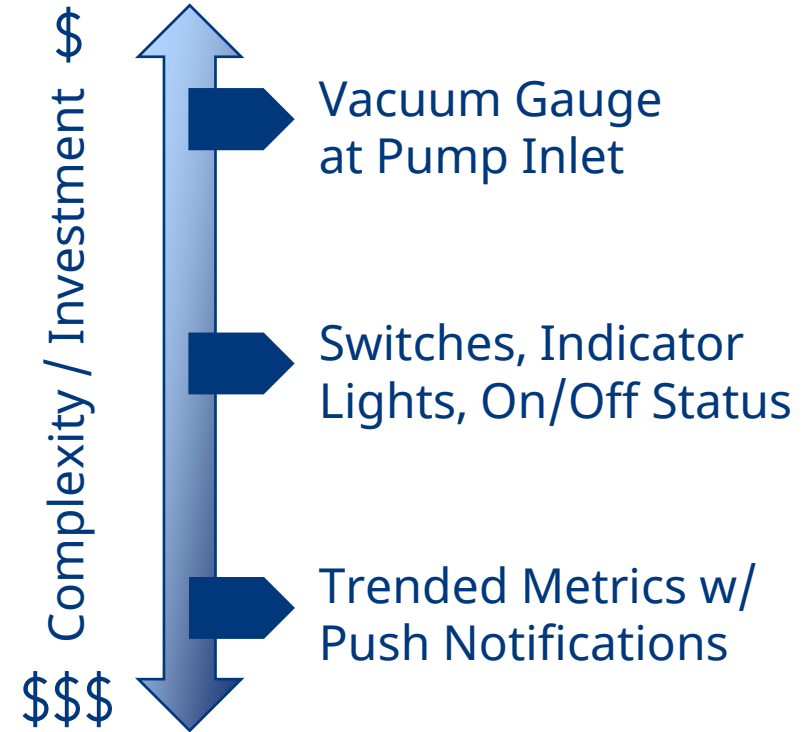 $
Complexity / Investment
$$$
Vacuum Gauge
at Pump Inlet
Switches, Indicator
Lights, On/Off Status
Trended Metrics w/
Push Notifications